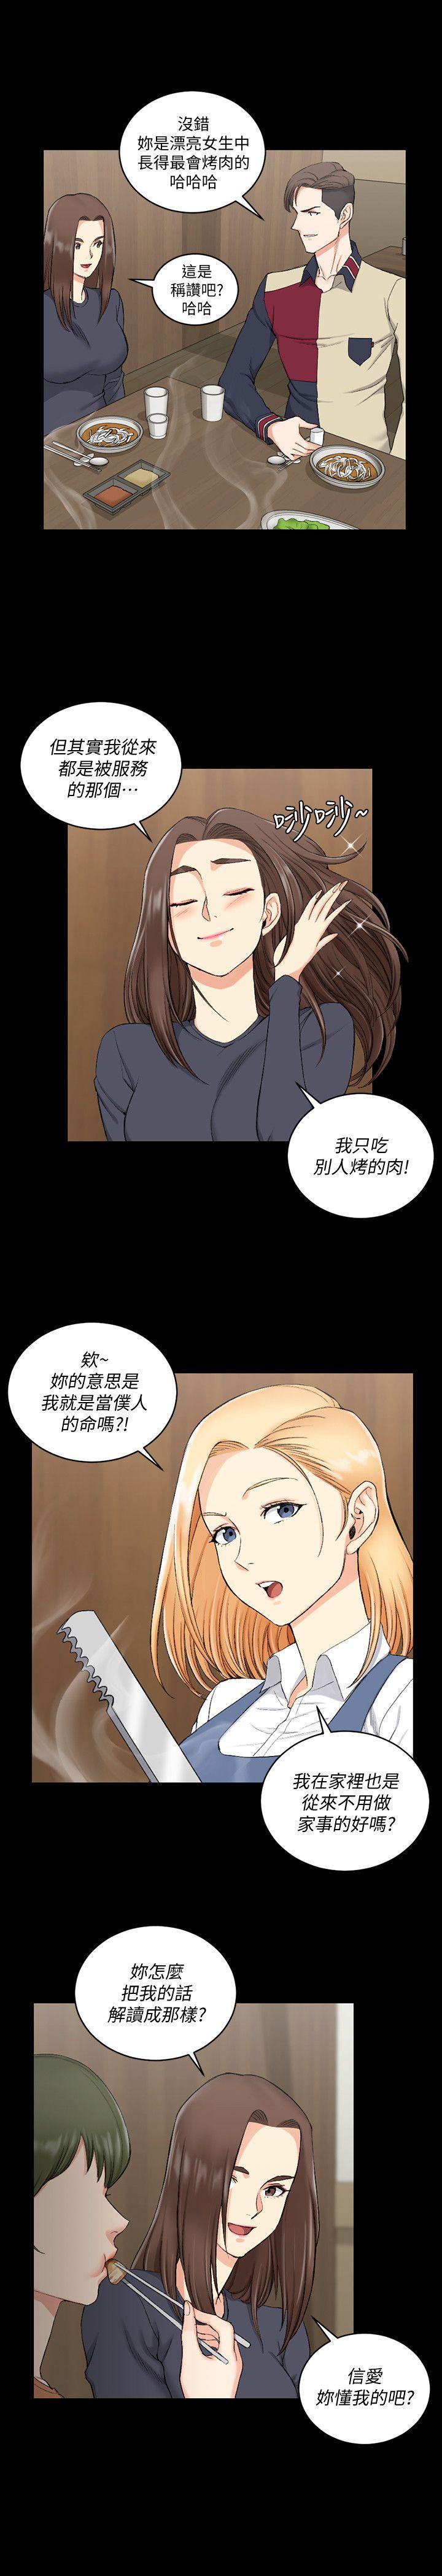 沒錯
妳是漂亮女生中
長得最會烤肉的
哈哈哈
這是
稱讚吧?
哈哈
但其實我從來
都是被服務
的那個…
唦唦~
我只吃
別人烤的肉!
欸~
妳的意思是
我就是當僕人
的命嗎?!
我在家裡也是
從來不用做
家事的好嗎?
妳怎麼
把我的話
解讀成那樣?
信愛
妳懂我的吧?